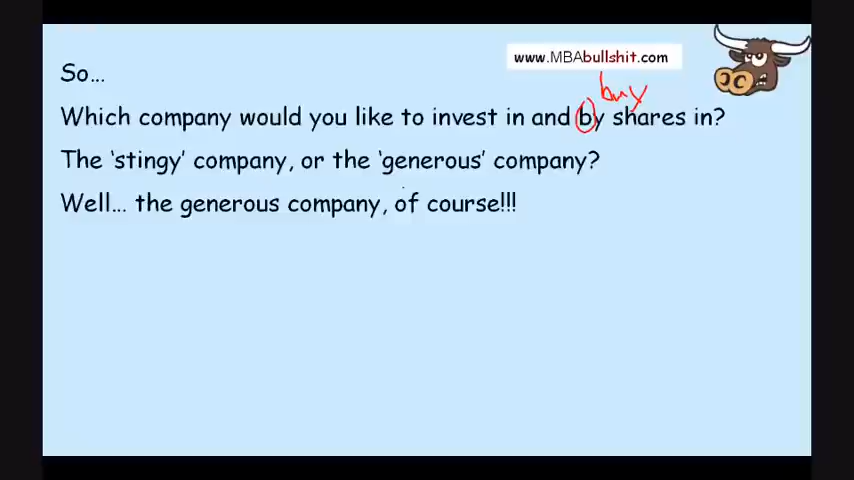 www.MBAbullshit.com
So...
buy
Which company would you like to invest in and by shares in?
The ‘stingy’ company, or the ‘generous’ company?
Well... the generous company, of course!!!